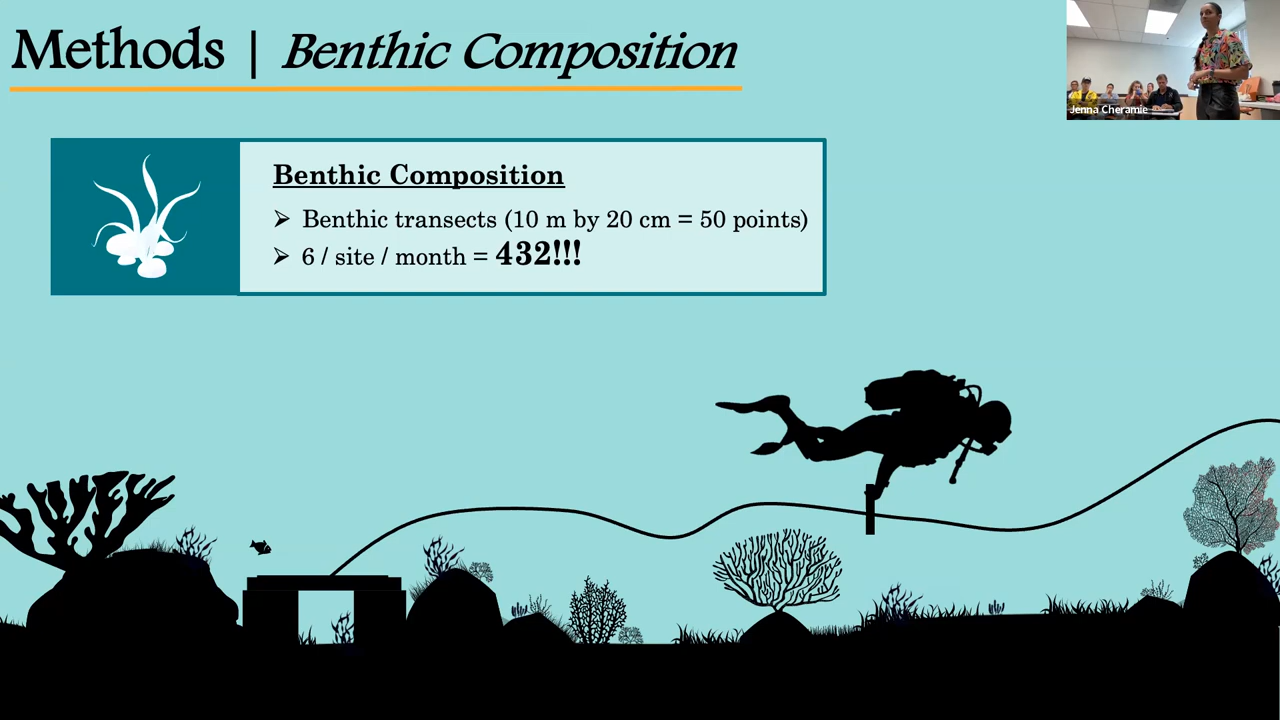 Methods | Benthic Composition
Jenna Cheramie
Benthic Composition
➢ Benthic transects (10 m by 20 cm = 50 points)
➢ 6 / site / month = 432!!!